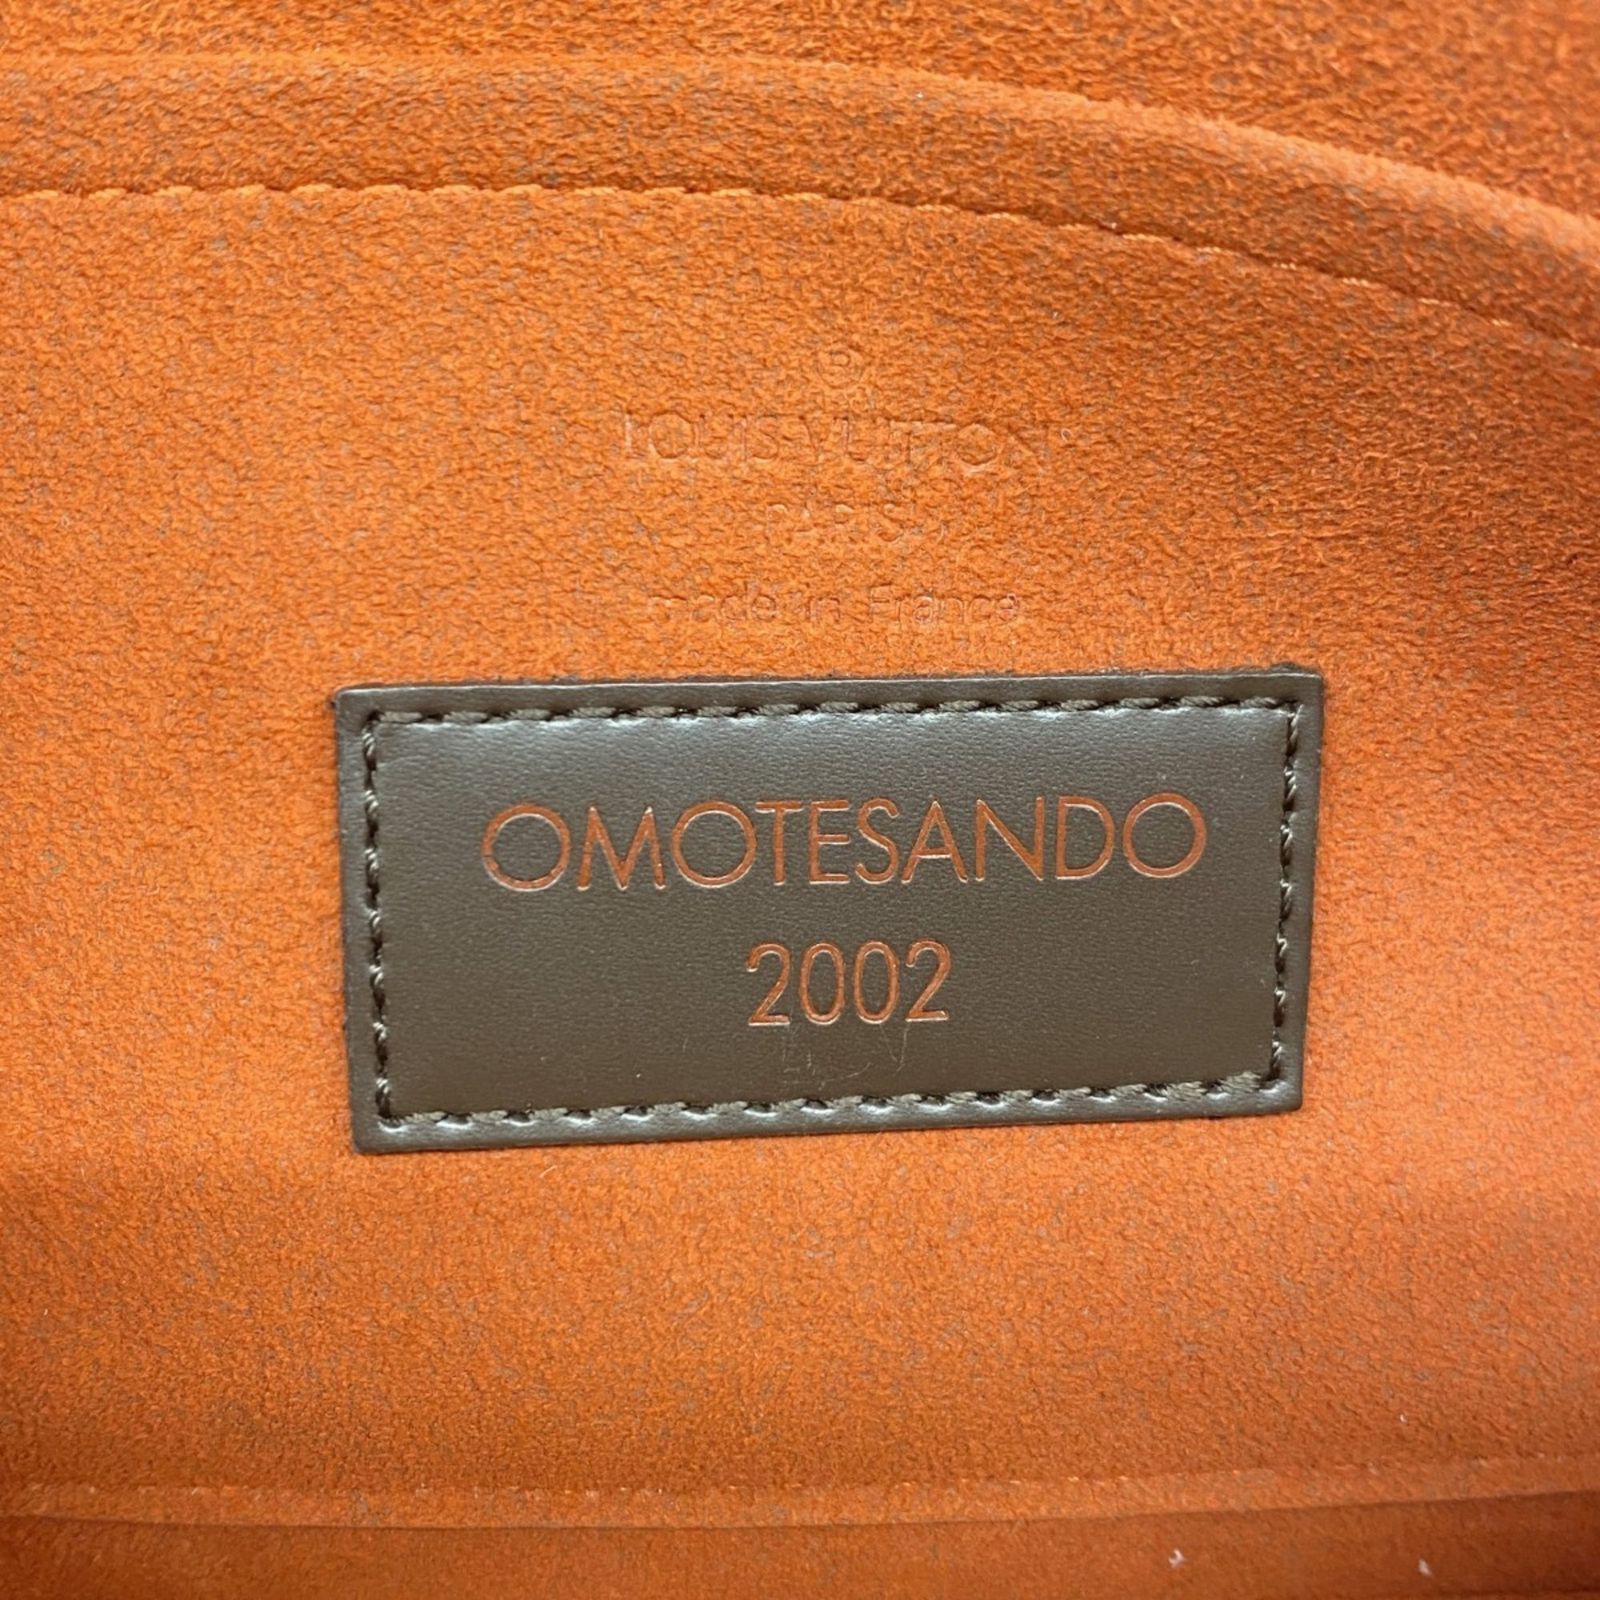 ®
LOUIS VUITTON
PARIS
made in France
OMOTESANDO
2002